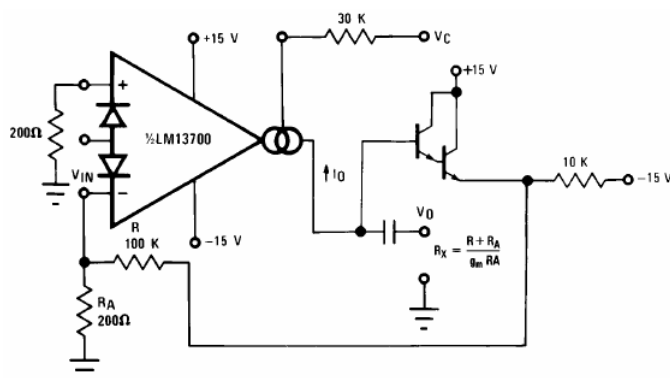 30 K
V_C
+15 V
+15 V
+
200Ω
½LM13700
V_IN
I_O
10 K
−15 V
−
V_O
R
100 K
−15 V
R_X = (R + R_A) / (g_m RA)
R_A
200Ω